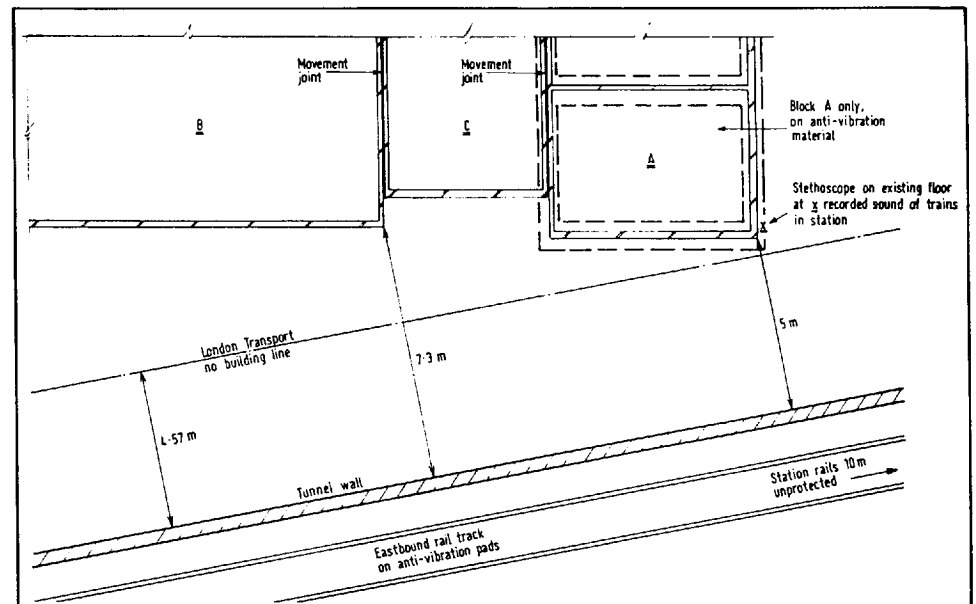 Movement
joint
Movement
joint
B
C
A
Block A only,
on anti-vibration
material
Stethoscope on existing floor
at x recorded sound of trains
in station
x
London Transport
no building line
4·57 m
7·3 m
5 m
Tunnel wall
Station rails 10m
unprotected
Eastbound rail track
on anti-vibration pads